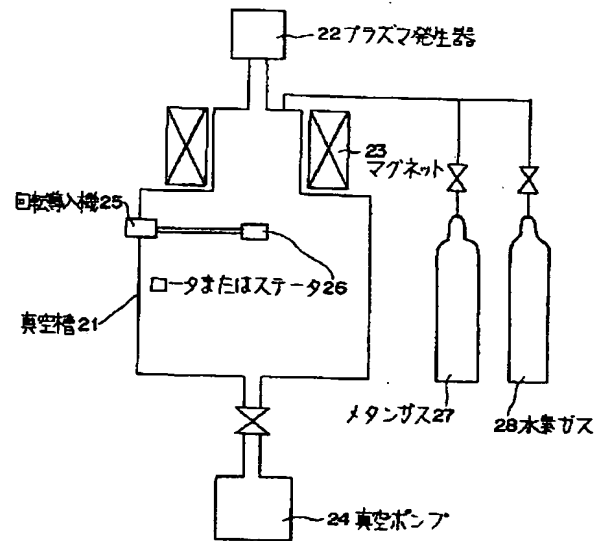 22プラズマ発生器
23
マグネット
回転導入機25
ロータまたはステータ26
真空槽21
メタンガス27
28水素ガス
24真空ポンプ